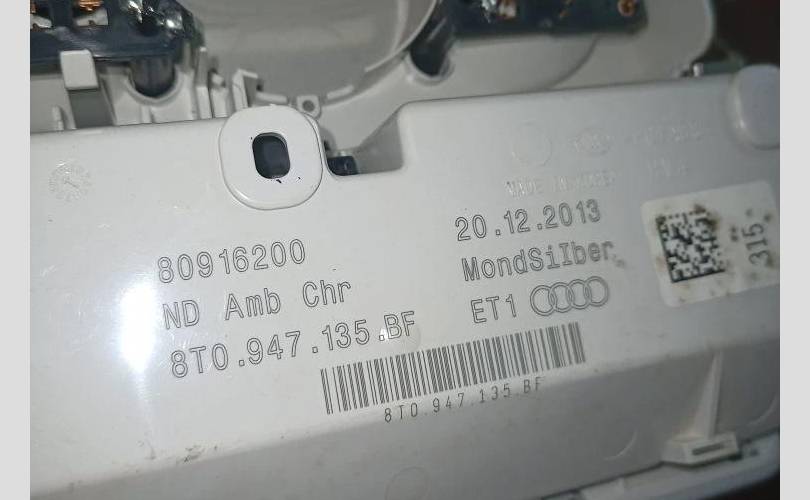 80916200
ND Amb Chr
8T0.947.135.BF
20.12.2013
MondSilber
ET1
8T0.947.135.BF
MADE IN
315